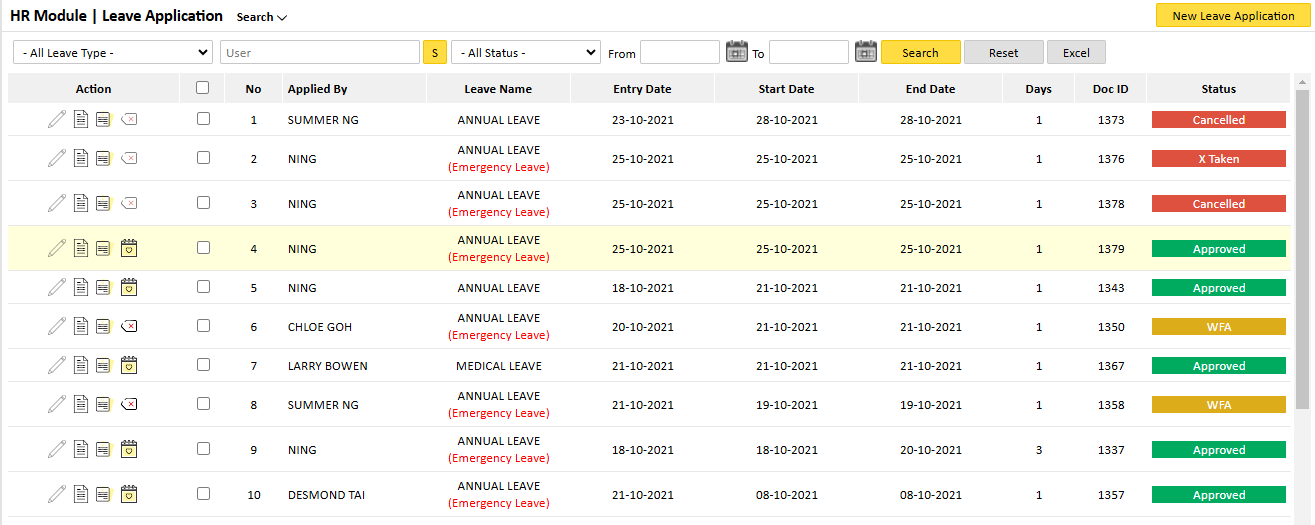 HR Module | Leave Application Search New Leave Application
- All Leave Type - User S - All Status - From To Search Reset Excel
Action No Applied By Leave Name Entry Date Start Date End Date Days Doc ID Status
1 SUMMER NG ANNUAL LEAVE 23-10-2021 28-10-2021 28-10-2021 1 1373 Cancelled
2 NING ANNUAL LEAVE 25-10-2021 25-10-2021 25-10-2021 1 1376 X Taken
(Emergency Leave)
3 NING ANNUAL LEAVE 25-10-2021 25-10-2021 25-10-2021 1 1378 Cancelled
(Emergency Leave)
4 NING ANNUAL LEAVE 25-10-2021 25-10-2021 25-10-2021 1 1379 Approved
(Emergency Leave)
5 NING ANNUAL LEAVE 18-10-2021 21-10-2021 21-10-2021 1 1343 Approved
6 CHLOE GOH ANNUAL LEAVE 20-10-2021 21-10-2021 21-10-2021 1 1350 WFA
(Emergency Leave)
7 LARRY BOWEN MEDICAL LEAVE 21-10-2021 21-10-2021 21-10-2021 1 1367 Approved
8 SUMMER NG ANNUAL LEAVE 21-10-2021 19-10-2021 19-10-2021 1 1358 WFA
(Emergency Leave)
9 NING ANNUAL LEAVE 18-10-2021 18-10-2021 20-10-2021 3 1337 Approved
(Emergency Leave)
10 DESMOND TAI ANNUAL LEAVE 21-10-2021 08-10-2021 08-10-2021 1 1357 Approved
(Emergency Leave)